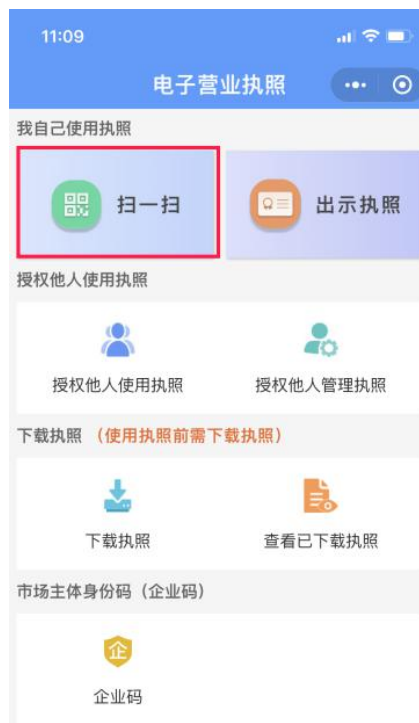 11:09
电子营业执照
我自己使用执照
扫一扫
出示执照
授权他人使用执照
授权他人使用执照
授权他人管理执照
下载执照 (使用执照前需下载执照)
下载执照
查看已下载执照
市场主体身份码 (企业码)
企
企业码